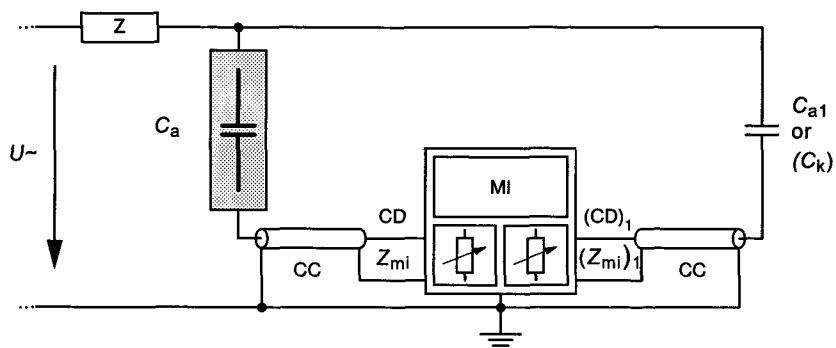 Z
C_a
U~
C_a1
or
(C_k)
MI
CD
Z_mi
CC
(CD)_1
(Z_mi)_1
CC